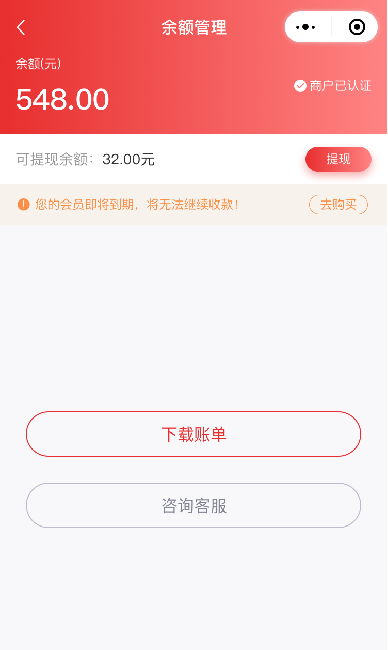 余额管理
余额(元)
548.00
商户已认证
可提现余额：32.00元
提现
您的会员即将到期，将无法继续收款！
去购买
下载账单
咨询客服